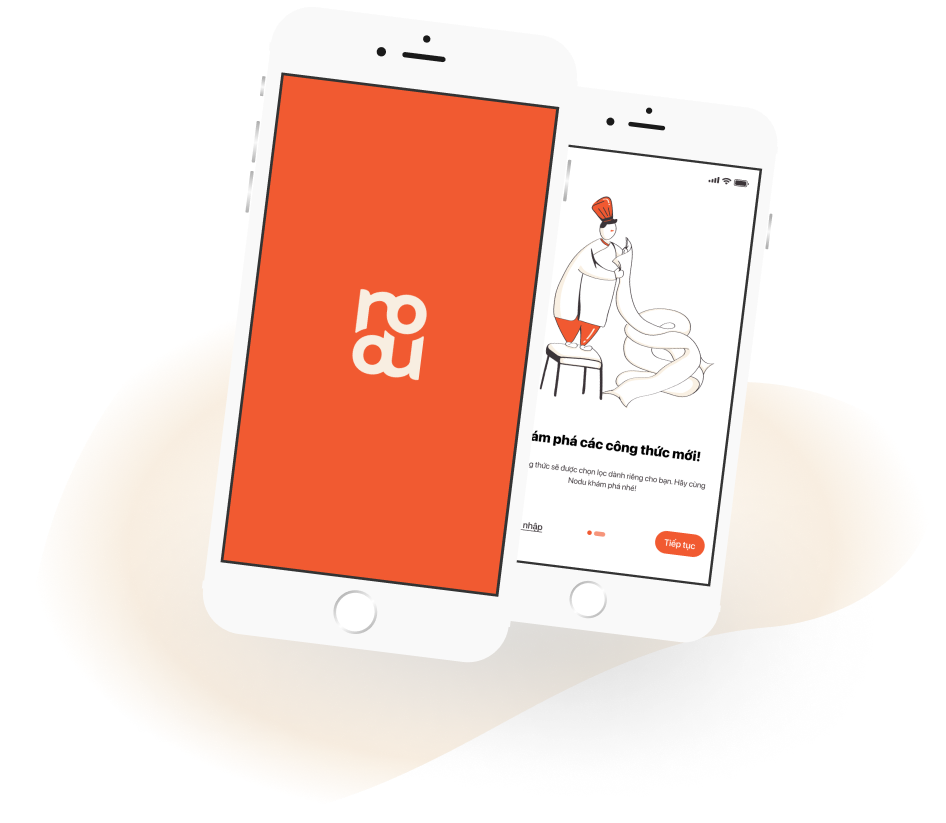 no
du
ám phá các công thức mới!
g thức sẽ được chọn lọc dành riêng cho bạn. Hãy cùng
Nodu khám phá nhé!
nhập
Tiếp tục